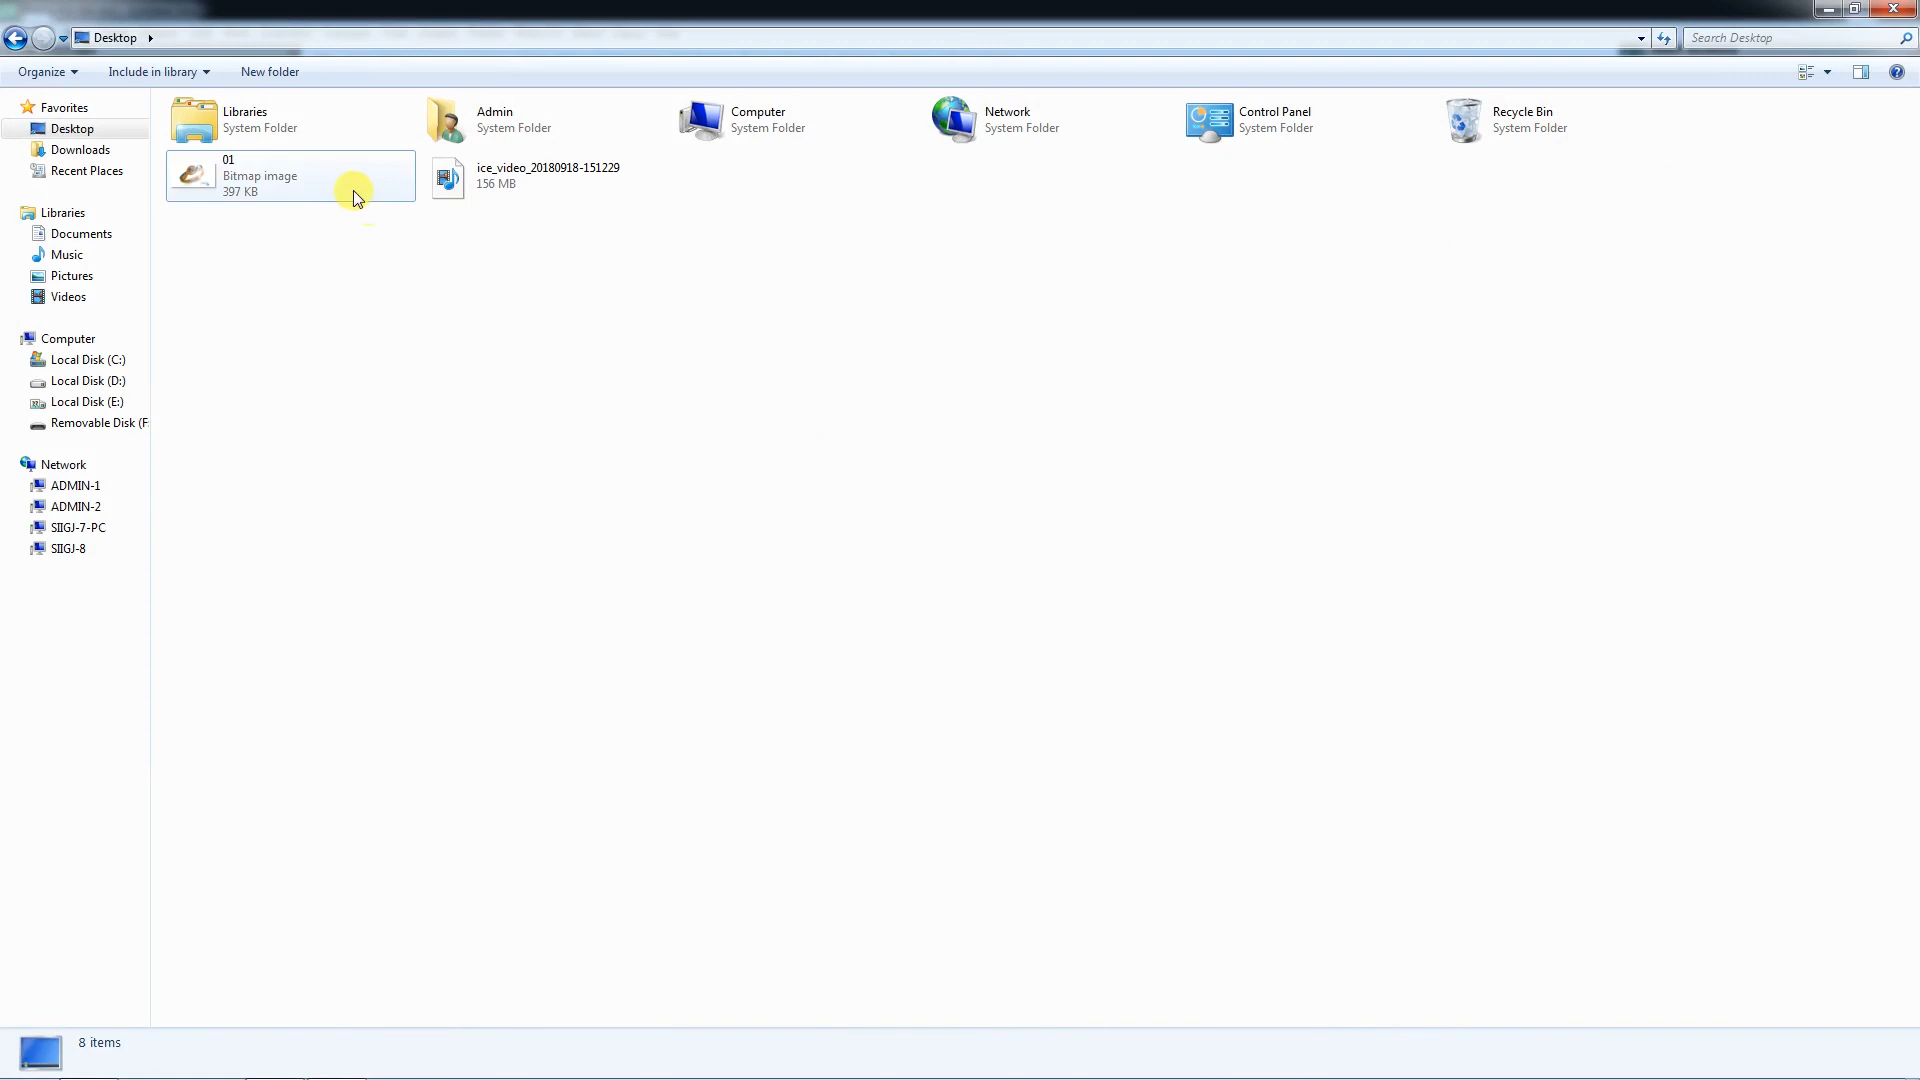 Desktop
Search Desktop
Organize
Include in library
New folder
Favorites
Desktop
Downloads
Recent Places
Libraries
Documents
Music
Pictures
Videos
Computer
Local Disk (C:)
Local Disk (D:)
Local Disk (E:)
Removable Disk (F:
Network
ADMIN-1
ADMIN-2
SIIGJ-7-PC
SIIGJ-8
Libraries
System Folder
Admin
System Folder
Computer
System Folder
Network
System Folder
Control Panel
System Folder
Recycle Bin
System Folder
01
Bitmap image
397 KB
ice_video_20180918-151229
156 MB
8 items